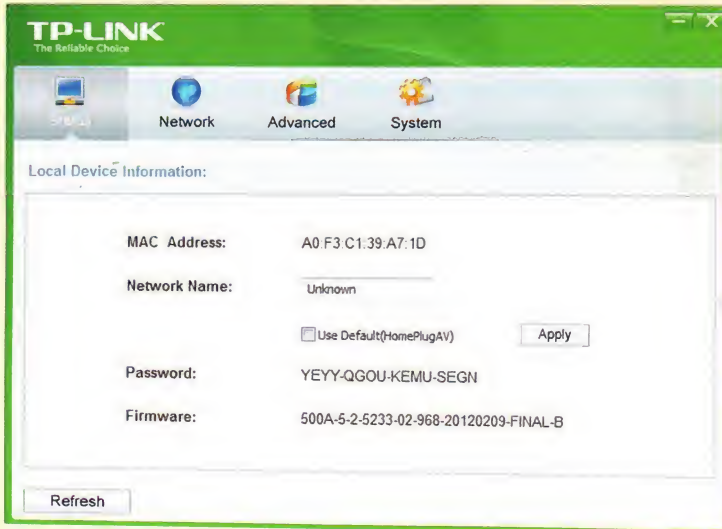 TP-LINK
The Reliable Choice
Network Advanced System
Local Device Information:
MAC Address: A0:F3:C1:39:A7:1D
Network Name: Unknown
Use Default(HomePlugAV) Apply
Password: YEYY-QGOU-KEMU-SEGN
Firmware: 500A-5-2-5233-02-968-20120209-FINAL-B
Refresh